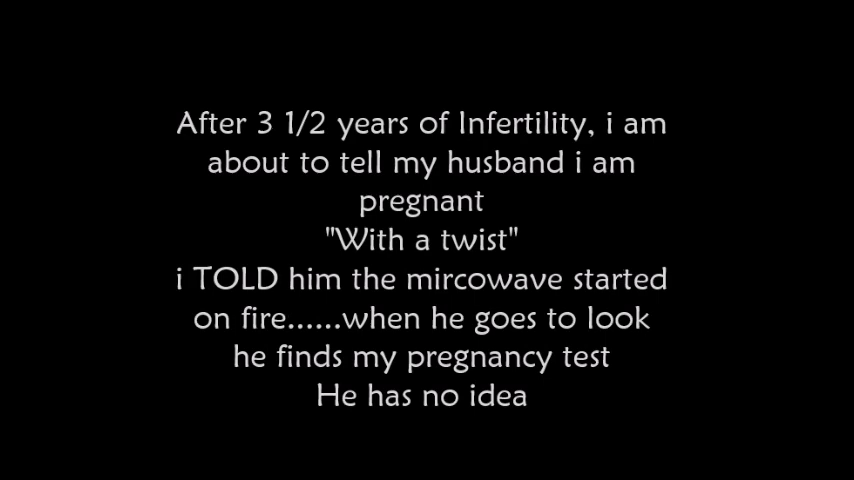 After 3 1/2 years of Infertility, i am
about to tell my husband i am
pregnant
"With a twist"
i TOLD him the mircowave started
on fire......when he goes to look
he finds my pregnancy test
He has no idea